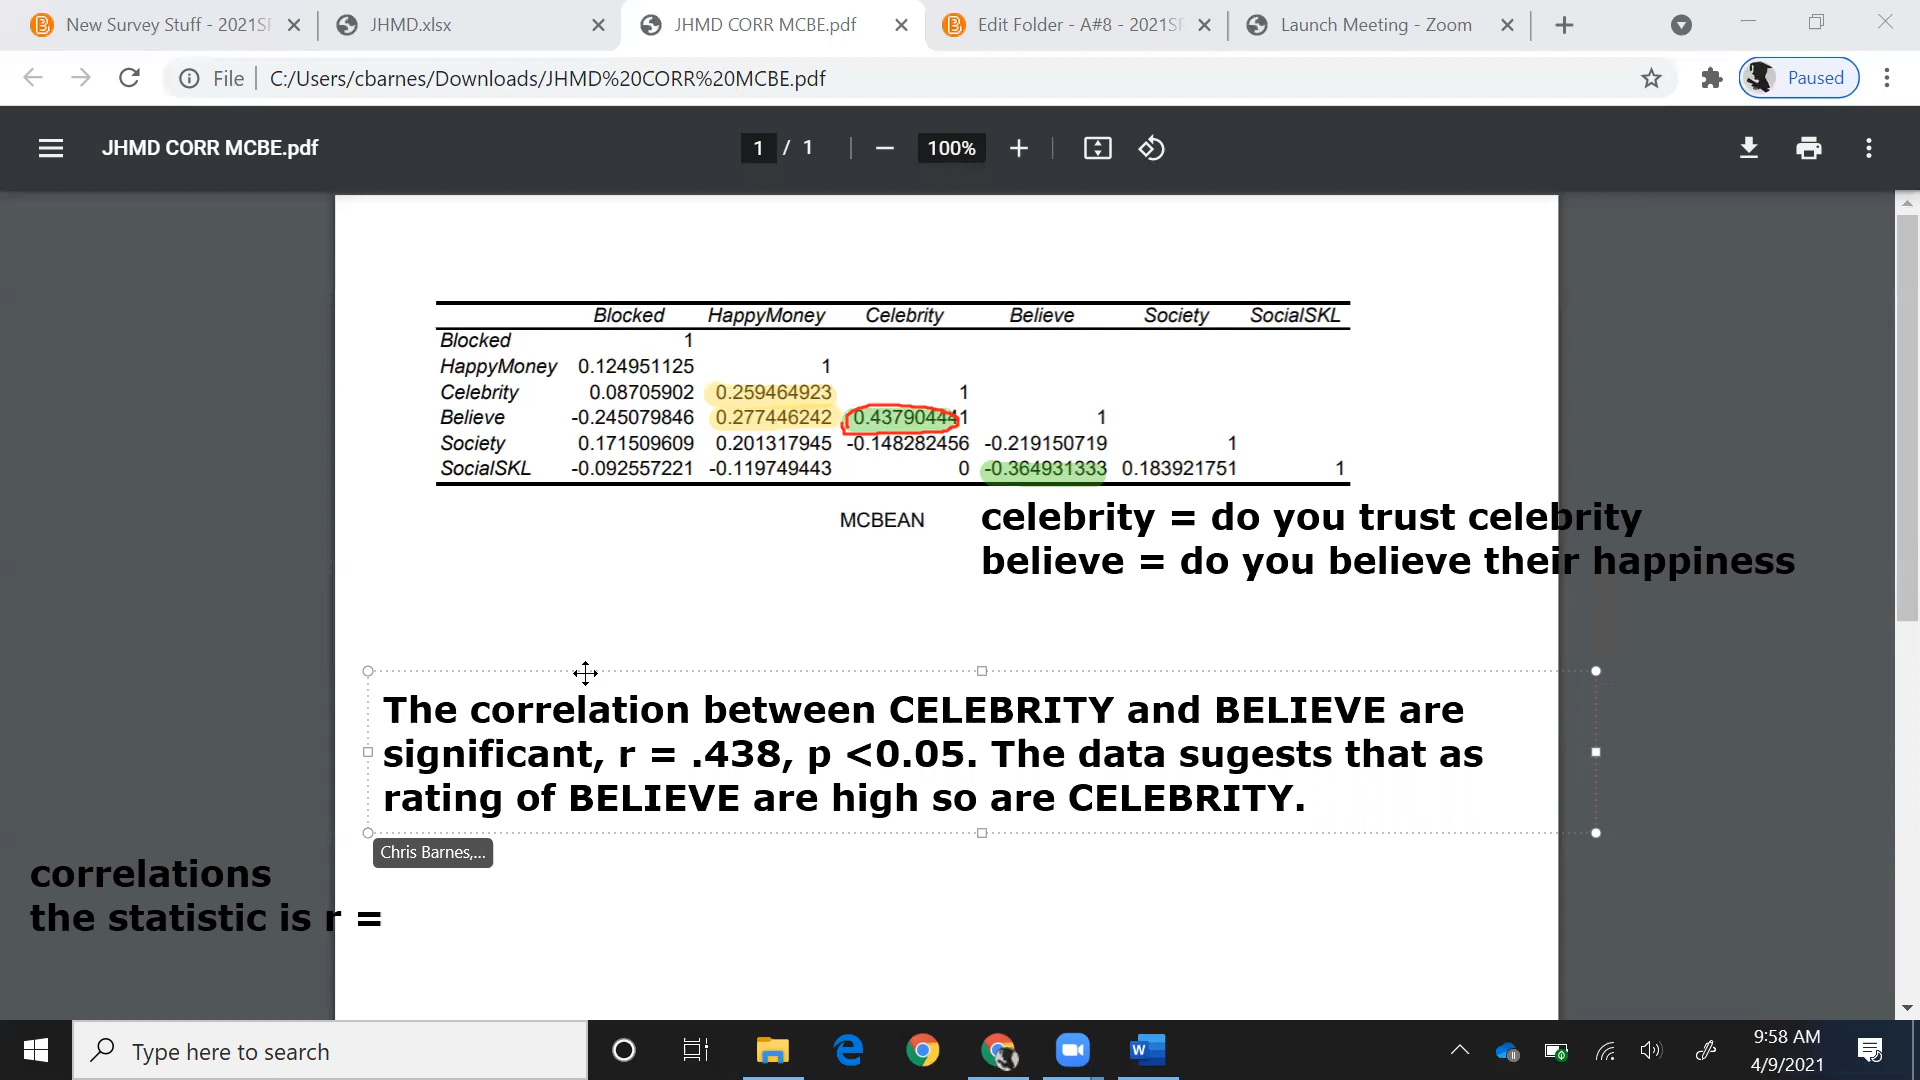 New Survey Stuff - 2021SF
JHMD.xlsx
JHMD CORR MCBE.pdf
Edit Folder - A#8 - 2021SF
Launch Meeting - Zoom
File C:/Users/cbarnes/Downloads/JHMD%20CORR%20MCBE.pdf
Paused
JHMD CORR MCBE.pdf
1 / 1
100%
Blocked HappyMoney Celebrity Believe Society SocialSKL
Blocked 1
HappyMoney 0.124951125 1
Celebrity 0.08705902 0.259464923 1
Believe -0.245079846 0.277446242 0.437904441 1
Society 0.171509609 0.201317945 -0.148282456 -0.219150719 1
SocialSKL -0.092557221 -0.119749443 0 -0.364931333 0.183921751 1
MCBEAN
celebrity = do you trust celebrity
believe = do you believe their happiness
The correlation between CELEBRITY and BELIEVE are
significant, r = .438, p <0.05. The data sugests that as
rating of BELIEVE are high so are CELEBRITY.
Chris Barnes,...
correlations
the statistic is r =
Type here to search
9:58 AM
4/9/2021